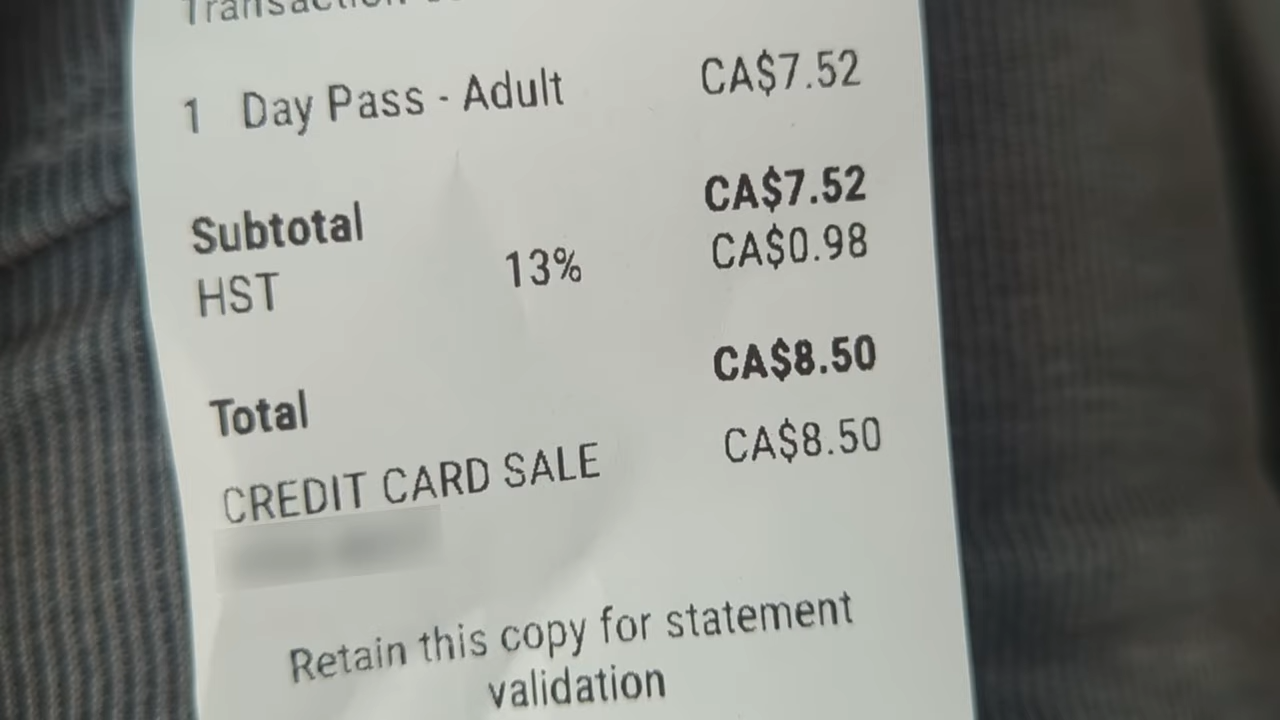 Transaction
1 Day Pass - Adult CA$7.52
Subtotal CA$7.52
HST 13% CA$0.98
Total CA$8.50
CREDIT CARD SALE CA$8.50
Retain this copy for statement
validation